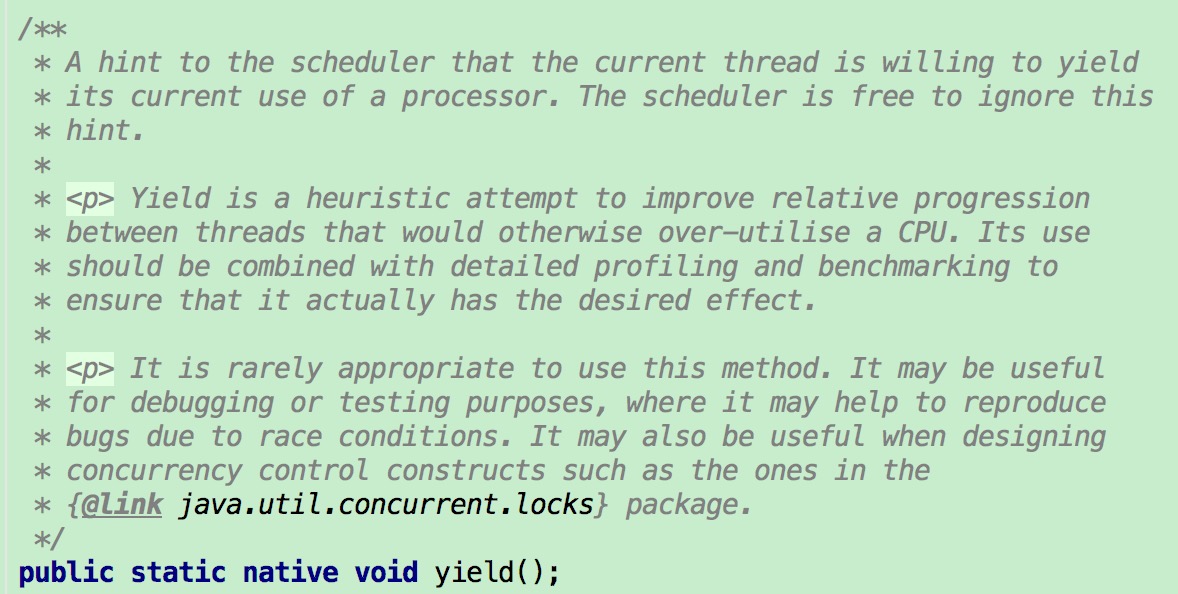 /**
* A hint to the scheduler that the current thread is willing to yield
* its current use of a processor. The scheduler is free to ignore this
* hint.
*
* <p> Yield is a heuristic attempt to improve relative progression
* between threads that would otherwise over-utilise a CPU. Its use
* should be combined with detailed profiling and benchmarking to
* ensure that it actually has the desired effect.
*
* <p> It is rarely appropriate to use this method. It may be useful
* for debugging or testing purposes, where it may help to reproduce
* bugs due to race conditions. It may also be useful when designing
* concurrency control constructs such as the ones in the
* {@link java.util.concurrent.locks} package.
*/
public static native void yield();